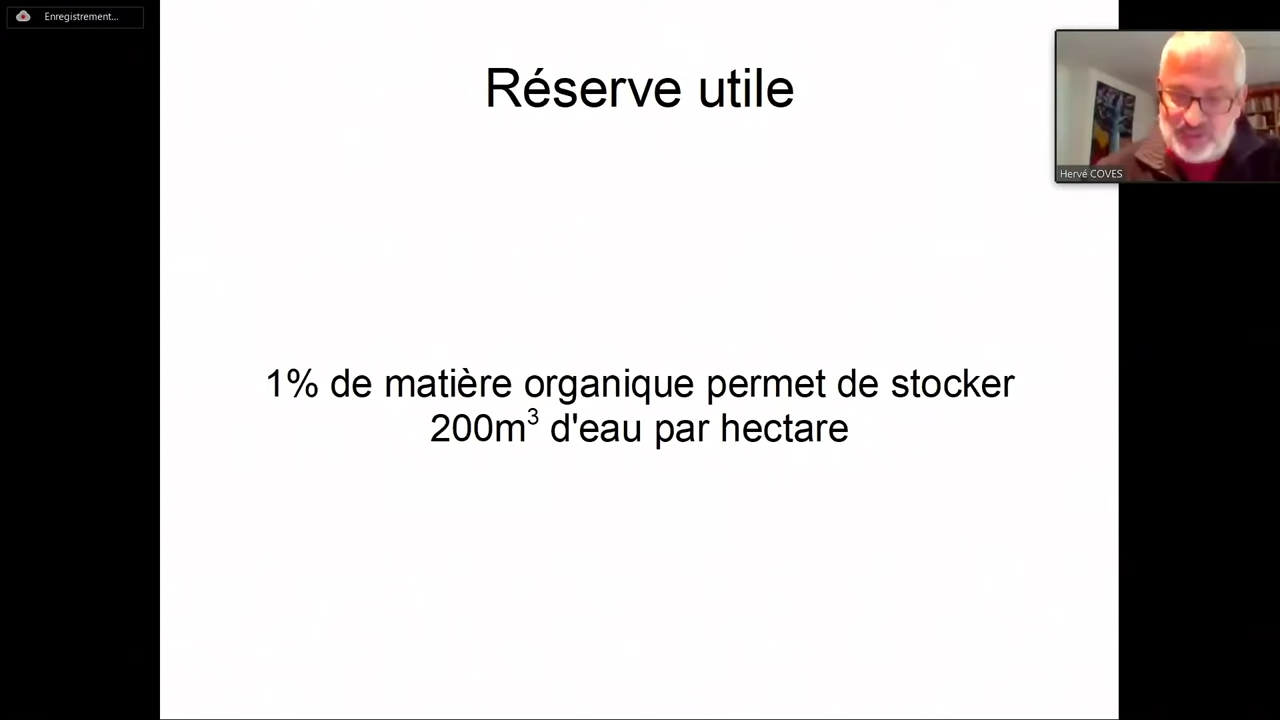 Enregistrement...
Réserve utile
Hervé COVES
1% de matière organique permet de stocker
200m³ d'eau par hectare